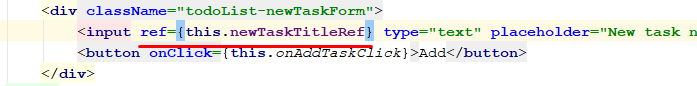 <div className="todoList-newTaskForm">
<input ref={this.newTaskTitleRef} type="text" placeholder="New task n
<button onClick={this.onAddTaskClick}>Add</button>
</div>